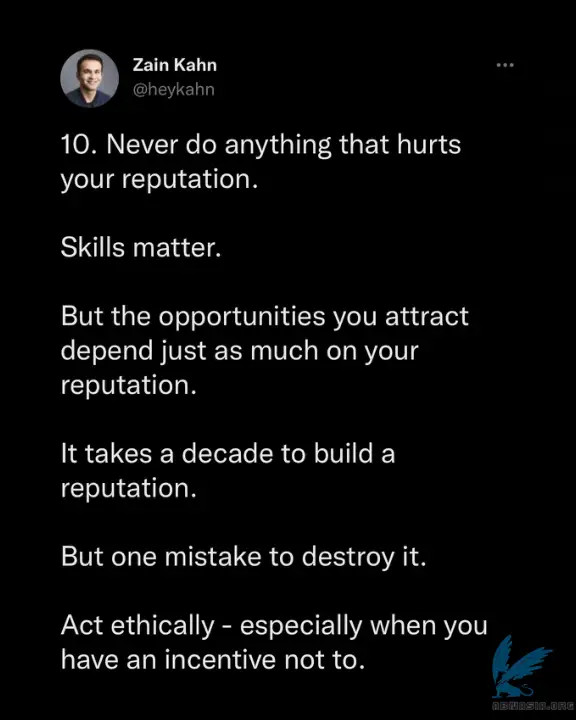 Zain Kahn
@heykahn
10. Never do anything that hurts
your reputation.
Skills matter.
But the opportunities you attract
depend just as much on your
reputation.
It takes a decade to build a
reputation.
But one mistake to destroy it.
Act ethically - especially when you
have an incentive not to.